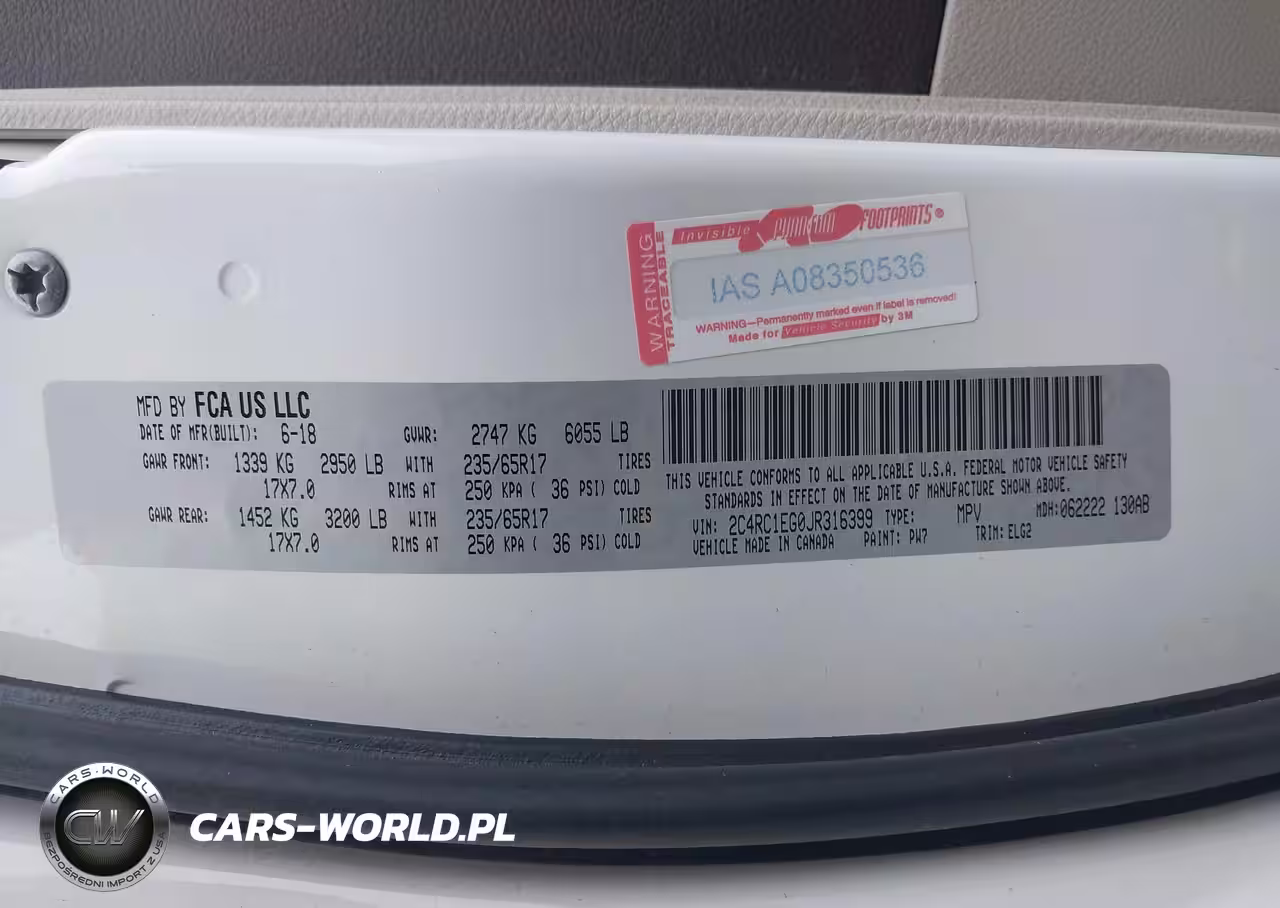 WARNING
TRACEABLE
Invisible FOOTPRINTS®
IAS A08350536
WARNING—Permanently marked even if label is removed!
Made for Vehicle Security by 3M
MFD BY FCA US LLC
DATE OF MFR(BUILT): 6-18 GVWR: 2747 KG 6055 LB
GAWR FRONT: 1339 KG 2950 LB WITH 235/65R17 TIRES
17X7.0 RIMS AT 250 KPA ( 36 PSI) COLD
GAWR REAR: 1452 KG 3200 LB WITH 235/65R17 TIRES
17X7.0 RIMS AT 250 KPA ( 36 PSI) COLD
THIS VEHICLE CONFORMS TO ALL APPLICABLE U.S.A. FEDERAL MOTOR VEHICLE SAFETY
STANDARDS IN EFFECT ON THE DATE OF MANUFACTURE SHOWN ABOVE.
VIN: 2C4RC1EG0JR316399 TYPE: MPV MDH:062222 130AB
VEHICLE MADE IN CANADA PAINT: PW7 TRIM: ELG2
CARS-WORLD
CW
BEZPOŚREDNI IMPORT Z USA
CARS-WORLD.PL